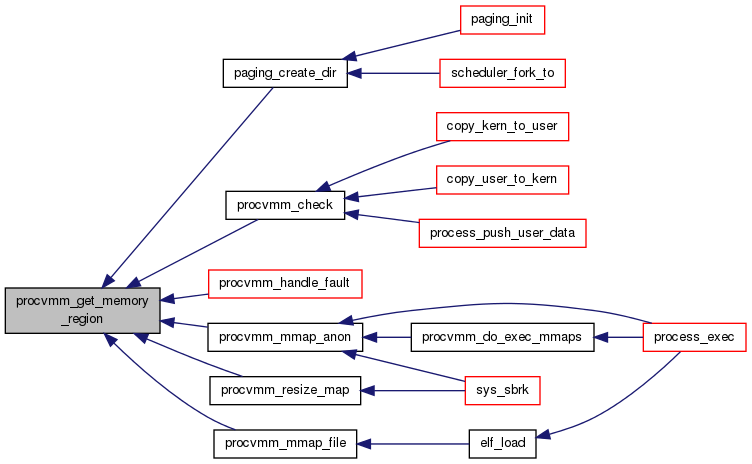 paging_init
paging_create_dir
scheduler_fork_to
copy_kern_to_user
copy_user_to_kern
procvmm_check
process_push_user_data
procvmm_handle_fault
procvmm_get_memory
_region
procvmm_mmap_anon
procvmm_do_exec_mmaps
process_exec
procvmm_resize_map
sys_sbrk
procvmm_mmap_file
elf_load